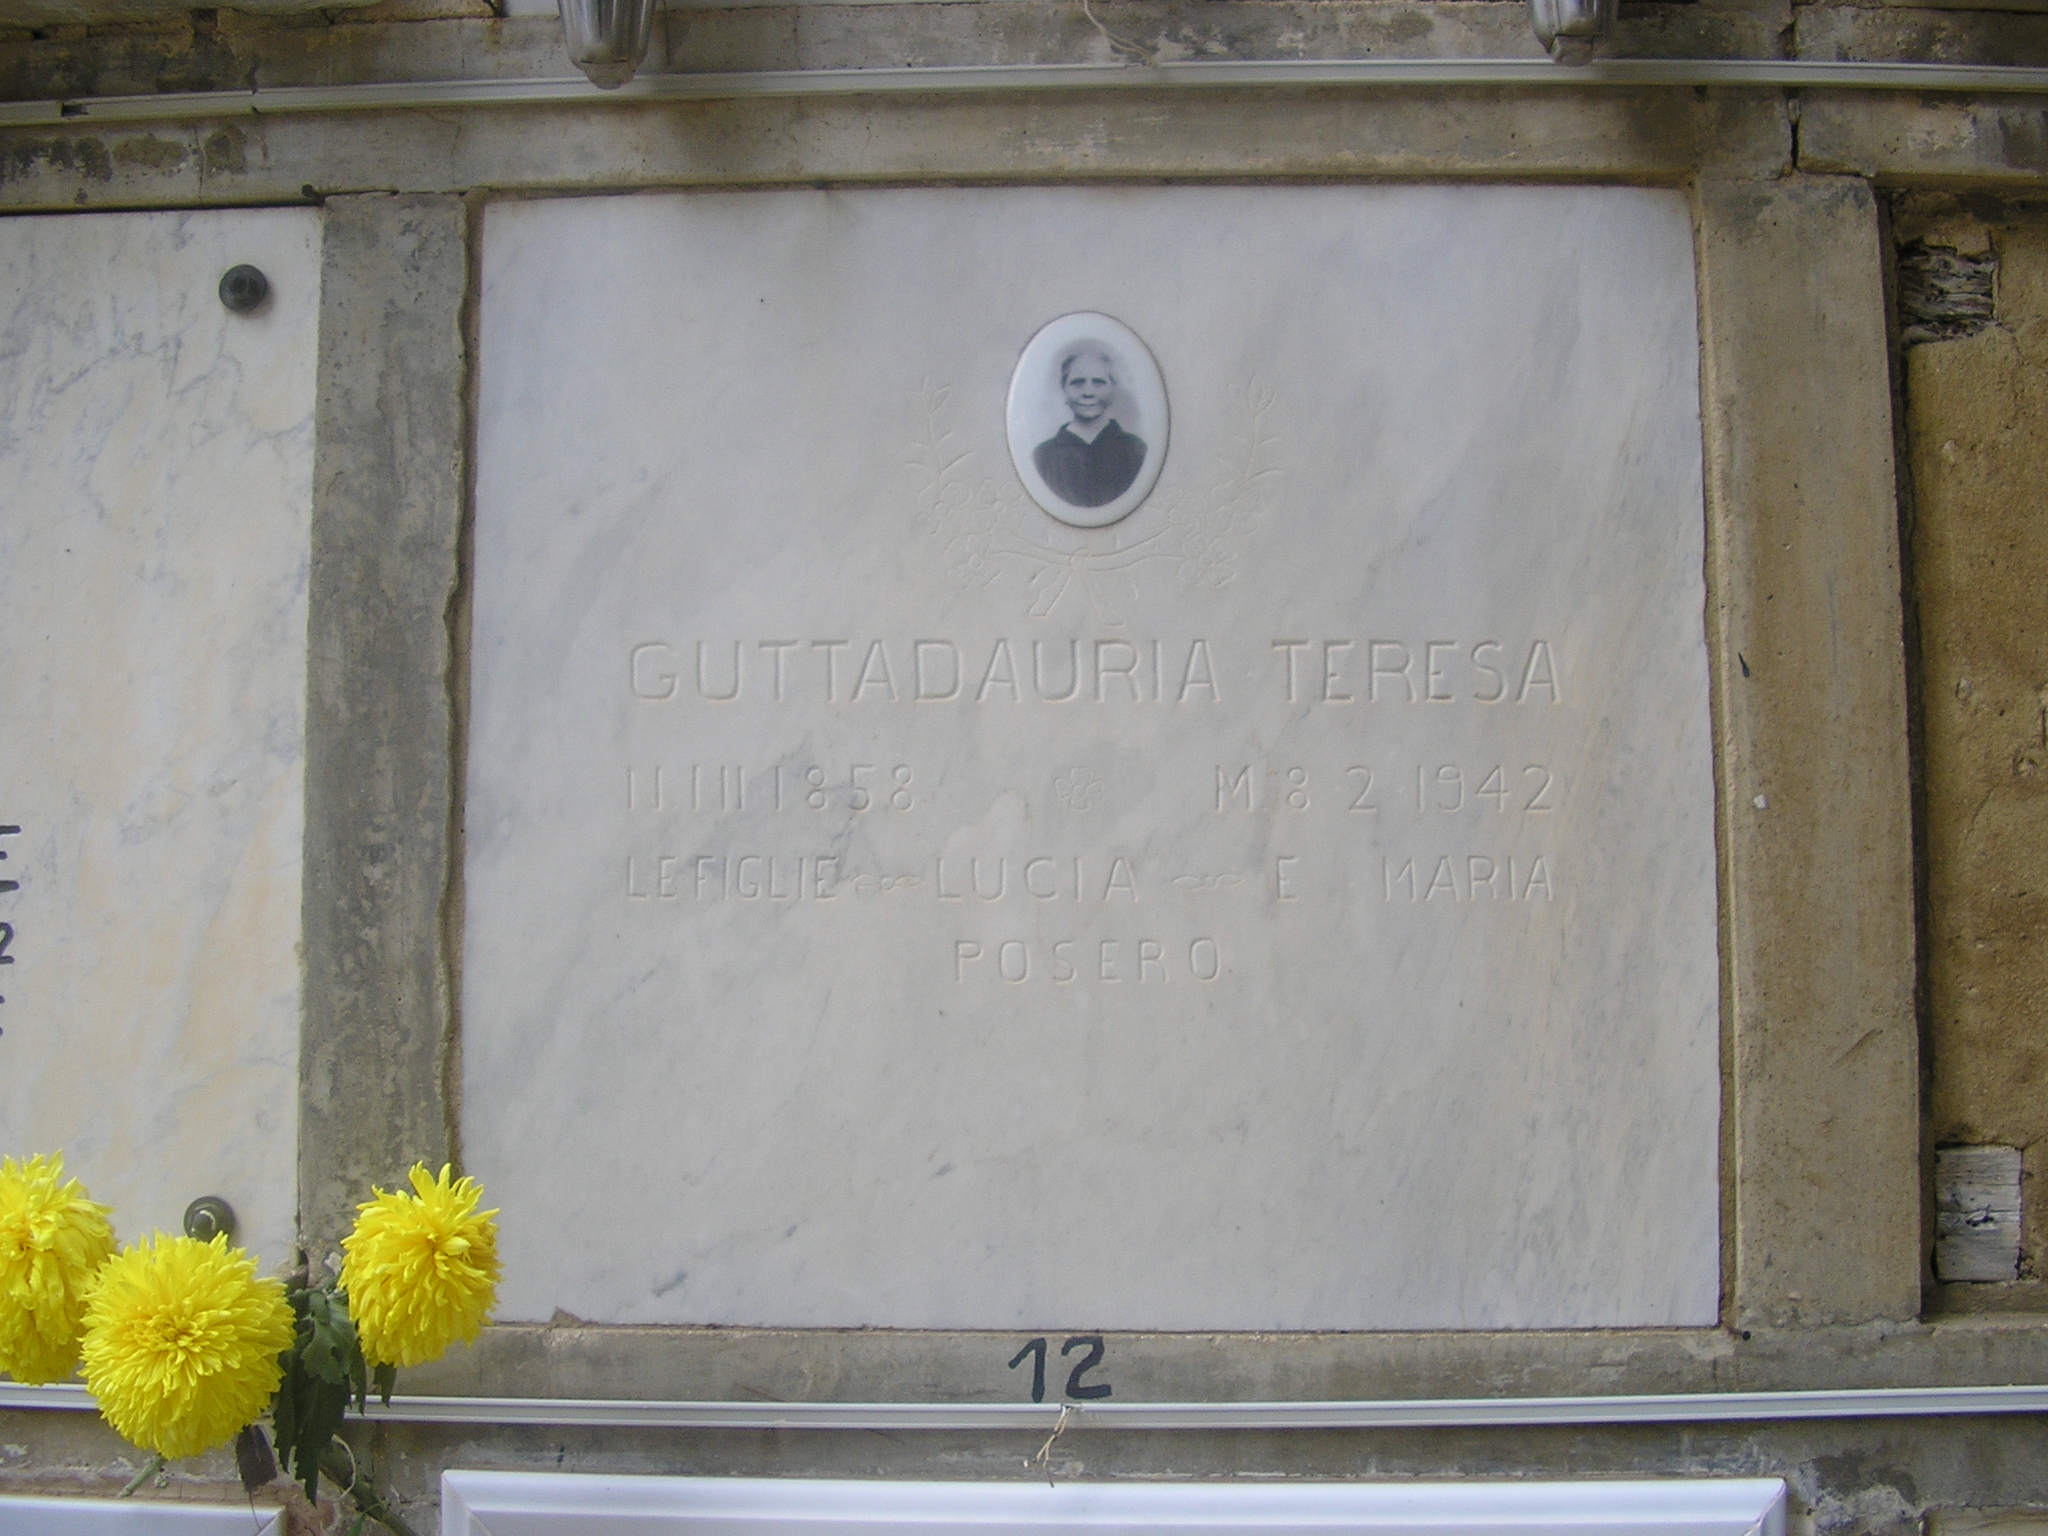 GUTTADAURIA TERESA
N. 1 11 1858 M. 8 2 1942
LE FIGLIE LUCIA E MARIA
POSERO
12